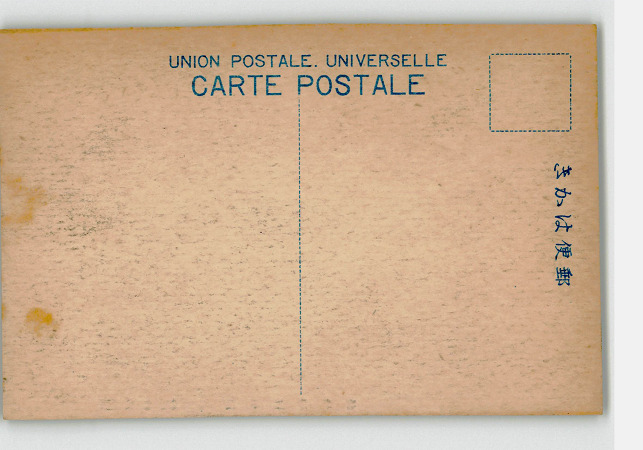 UNION POSTALE. UNIVERSELLE
CARTE POSTALE
きかは便郵